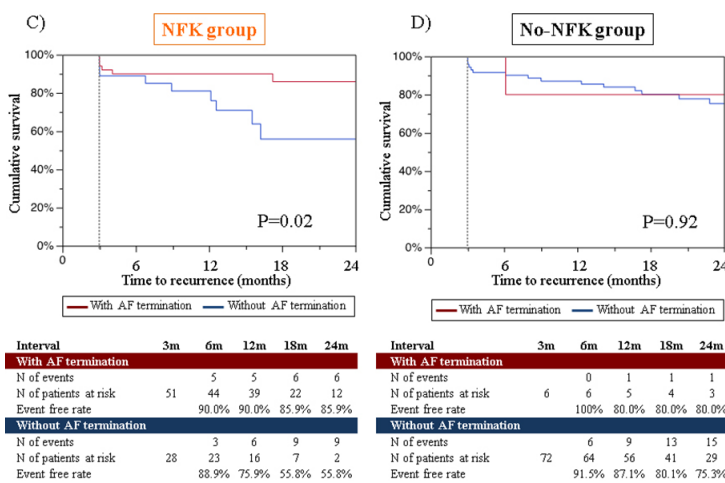 C)
NFK group
100%
80%
60%
40%
20%
0%
Cumulative survival
P=0.02
0 6 12 18 24
Time to recurrence (months)
With AF termination Without AF termination
Interval 3m 6m 12m 18m 24m
With AF termination
N of events 5 5 6 6
N of patients at risk 51 44 39 22 12
Event free rate 90.0% 90.0% 85.9% 85.9%
Without AF termination
N of events 3 6 9 9
N of patients at risk 28 23 16 7 2
Event free rate 88.9% 75.9% 55.8% 55.8%
D)
No-NFK group
100%
80%
60%
40%
20%
0%
Cumulative survival
P=0.92
0 6 12 18 24
Time to recurrence (months)
With AF termination Without AF termination
Interval 3m 6m 12m 18m 24m
With AF termination
N of events 0 1 1 1
N of patients at risk 6 6 5 4 3
Event free rate 100% 80.0% 80.0% 80.0%
Without AF termination
N of events 6 9 13 15
N of patients at risk 72 64 56 41 29
Event free rate 91.5% 87.1% 80.1% 75.3%